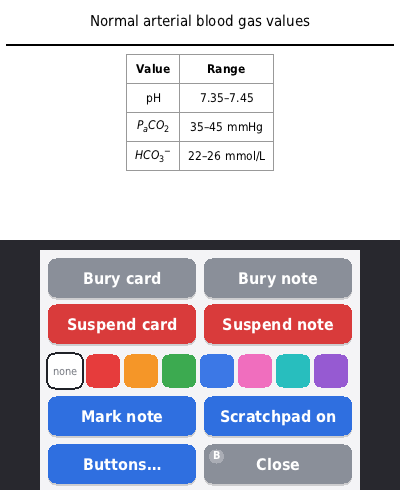 Normal arterial blood gas values
Value Range
pH 7.35–7.45
PaCO2 35–45 mmHg
HCO3− 22–26 mmol/L
Bury card Bury note
Suspend card Suspend note
none
Mark note Scratchpad on
Buttons... B Close